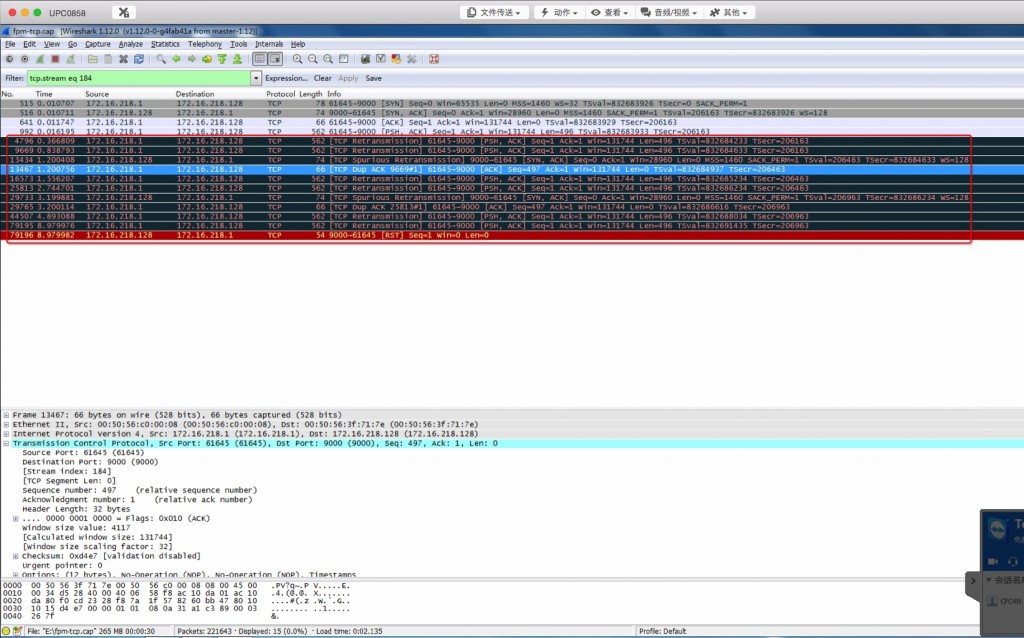 UPC0858
文件传送
动作
查看
音频/视频
其他
fpm-tcp.cap [Wireshark 1.12.0 (v1.12.0-0-g4fab41a from master-1.12)]
File Edit View Go Capture Analyze Statistics Telephony Tools Internals Help
Filter: tcp.stream eq 184 Expression... Clear Apply Save
No. Time Source Destination Protocol Length Info
515 0.010707 172.16.218.1 172.16.218.128 TCP 78 61645→9000 [SYN] Seq=0 Win=65535 Len=0 MSS=1460 WS=32 TSval=832683926 TSecr=0 SACK_PERM=1
516 0.010711 172.16.218.128 172.16.218.1 TCP 74 9000→61645 [SYN, ACK] Seq=0 Ack=1 Win=28960 Len=0 MSS=1460 SACK_PERM=1 TSval=206163 TSecr=832683926 WS=128
641 0.011747 172.16.218.1 172.16.218.128 TCP 66 61645→9000 [ACK] Seq=1 Ack=1 Win=131744 Len=0 TSval=832683929 TSecr=206163
992 0.016195 172.16.218.1 172.16.218.128 TCP 562 61645→9000 [PSH, ACK] Seq=1 Ack=1 Win=131744 Len=496 TSval=832683933 TSecr=206163
4796 0.366809 172.16.218.1 172.16.218.128 TCP 562 [TCP Retransmission] 61645→9000 [PSH, ACK] Seq=1 Ack=1 Win=131744 Len=496 TSval=832684233 TSecr=206163
9669 0.838793 172.16.218.1 172.16.218.128 TCP 562 [TCP Retransmission] 61645→9000 [PSH, ACK] Seq=1 Ack=1 Win=131744 Len=496 TSval=832684633 TSecr=206163
13434 1.200408 172.16.218.128 172.16.218.1 TCP 74 [TCP Spurious Retransmission] 9000→61645 [SYN, ACK] Seq=0 Ack=1 Win=28960 Len=0 MSS=1460 SACK_PERM=1 TSval=206463 TSecr=832684633 WS=128
13467 1.200756 172.16.218.1 172.16.218.128 TCP 66 [TCP Dup ACK 9669#1] 61645→9000 [ACK] Seq=497 Ack=1 Win=131744 Len=0 TSval=832684937 TSecr=206463
16573 1.556207 172.16.218.1 172.16.218.128 TCP 562 [TCP Retransmission] 61645→9000 [PSH, ACK] Seq=1 Ack=1 Win=131744 Len=496 TSval=832685234 TSecr=206463
25813 2.744701 172.16.218.1 172.16.218.128 TCP 562 [TCP Retransmission] 61645→9000 [PSH, ACK] Seq=1 Ack=1 Win=131744 Len=496 TSval=832686234 TSecr=206463
29733 3.199881 172.16.218.128 172.16.218.1 TCP 74 [TCP Spurious Retransmission] 9000→61645 [SYN, ACK] Seq=0 Ack=1 Win=28960 Len=0 MSS=1460 SACK_PERM=1 TSval=206963 TSecr=832686234 WS=128
29765 3.200114 172.16.218.1 172.16.218.128 TCP 66 [TCP Dup ACK 25813#1] 61645→9000 [ACK] Seq=497 Ack=1 Win=131744 Len=0 TSval=832686616 TSecr=206963
44507 4.893088 172.16.218.1 172.16.218.128 TCP 562 [TCP Retransmission] 61645→9000 [PSH, ACK] Seq=1 Ack=1 Win=131744 Len=496 TSval=832688034 TSecr=206963
79195 8.979976 172.16.218.1 172.16.218.128 TCP 562 [TCP Retransmission] 61645→9000 [PSH, ACK] Seq=1 Ack=1 Win=131744 Len=496 TSval=832691435 TSecr=206963
79196 8.979982 172.16.218.128 172.16.218.1 TCP 54 9000→61645 [RST] Seq=1 Win=0 Len=0
Frame 13467: 66 bytes on wire (528 bits), 66 bytes captured (528 bits)
Ethernet II, Src: 00:50:56:c0:00:08 (00:50:56:c0:00:08), Dst: 00:50:56:3f:71:7e (00:50:56:3f:71:7e)
Internet Protocol Version 4, Src: 172.16.218.1 (172.16.218.1), Dst: 172.16.218.128 (172.16.218.128)
Transmission Control Protocol, Src Port: 61645 (61645), Dst Port: 9000 (9000), Seq: 497, Ack: 1, Len: 0
Source Port: 61645 (61645)
Destination Port: 9000 (9000)
[Stream index: 184]
[TCP Segment Len: 0]
Sequence number: 497 (relative sequence number)
Acknowledgment number: 1 (relative ack number)
Header Length: 32 bytes
.... 0000 0001 0000 = Flags: 0x010 (ACK)
Window size value: 4117
[Calculated window size: 131744]
[Window size scaling factor: 32]
Checksum: 0xd4e7 [validation disabled]
Urgent pointer: 0
Options: (12 bytes), No-Operation (NOP), No-Operation (NOP), Timestamps
0000 00 50 56 3f 71 7e 00 50 56 c0 00 08 08 00 45 00 .PV?q~.P V.....E.
0010 00 34 d5 28 40 00 40 06 58 f8 ac 10 da 01 ac 10 .4.(@.@. X.......
0020 da 80 f0 cd 23 28 f8 7a 1f 57 82 60 bb 47 80 10 ....#(.z .W.`.G..
0030 10 15 d4 e7 00 00 01 01 08 0a 31 a1 c3 89 00 03 ........ ..1.....
0040 26 7f &.
File: "E:\fpm-tcp.cap" 265 MB 00:00:30 Packets: 221643 · Displayed: 15 (0.0%) · Load time: 0:02.135 Profile: Default
会话名单